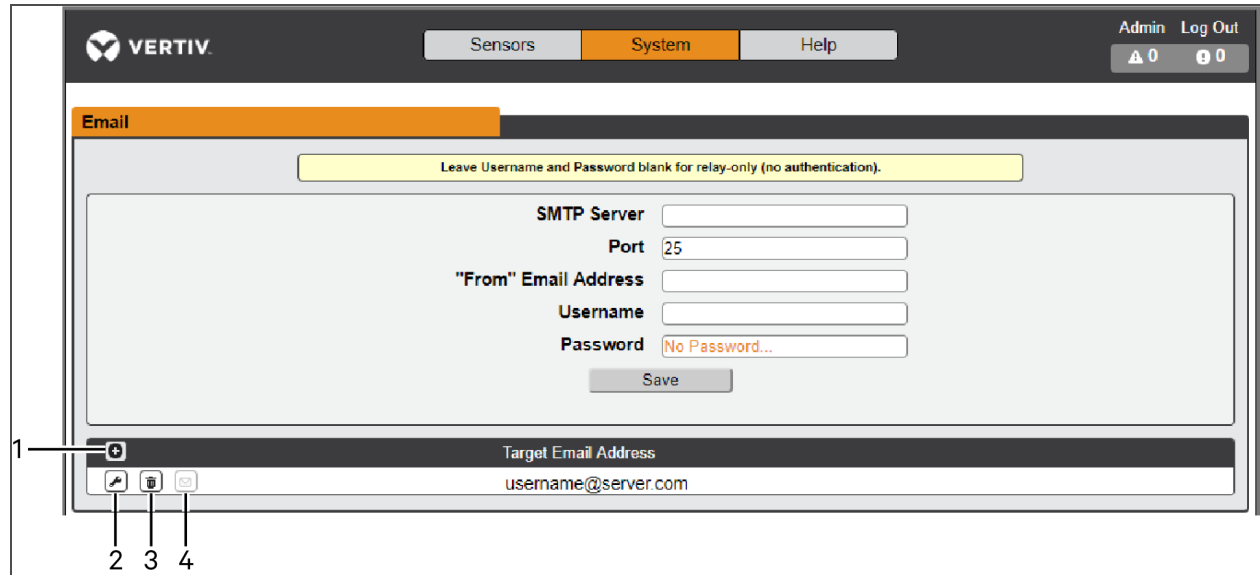 VERTIV.
Sensors System Help
Admin Log Out
0 0
Email
Leave Username and Password blank for relay-only (no authentication).
SMTP Server
Port 25
"From" Email Address
Username
Password No Password...
Save
1
Target Email Address
username@server.com
2 3 4